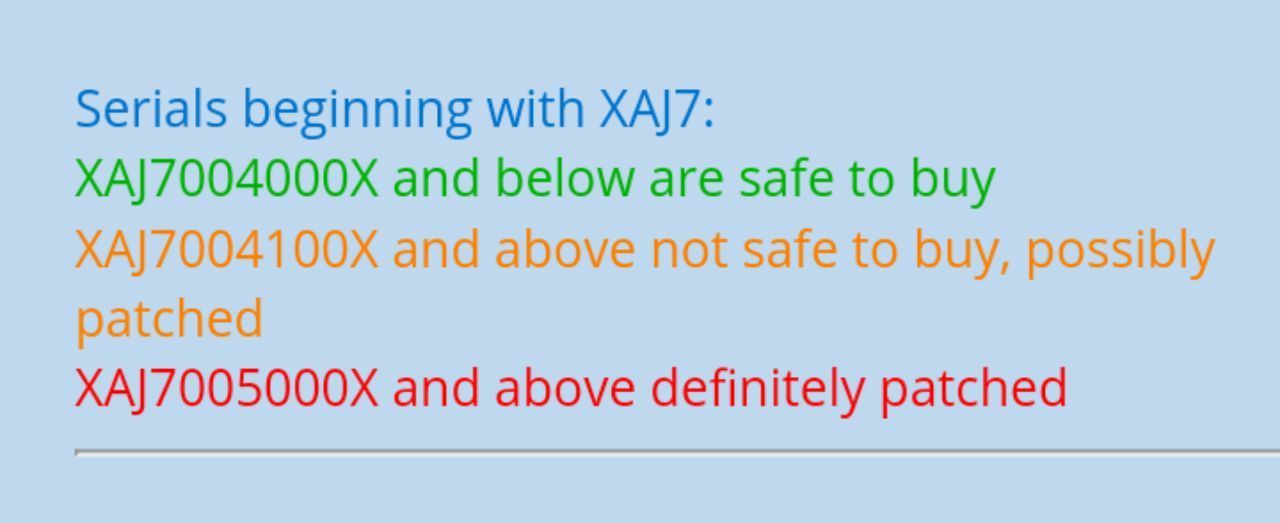 Serials beginning with XAJ7:
XAJ7004000X and below are safe to buy
XAJ7004100X and above not safe to buy, possibly
patched
XAJ7005000X and above definitely patched